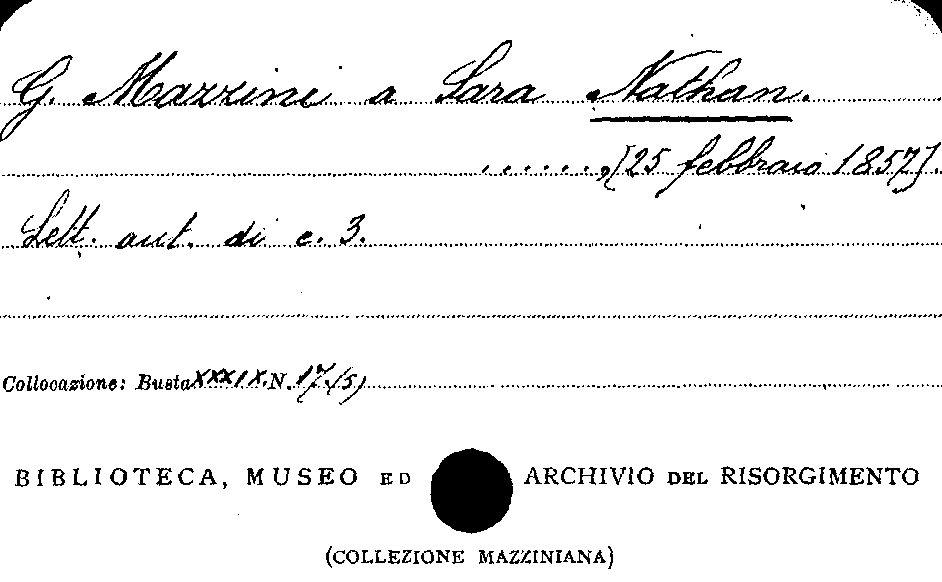 G. Mazzini a Sara Nathan.
......,[25 febbraio 1857].
Lett. aut. di c. 3.
Collocazione: Busta XXXIX. N. 17.(5)
BIBLIOTECA, MUSEO ED ARCHIVIO DEL RISORGIMENTO
(COLLEZIONE MAZZINIANA)